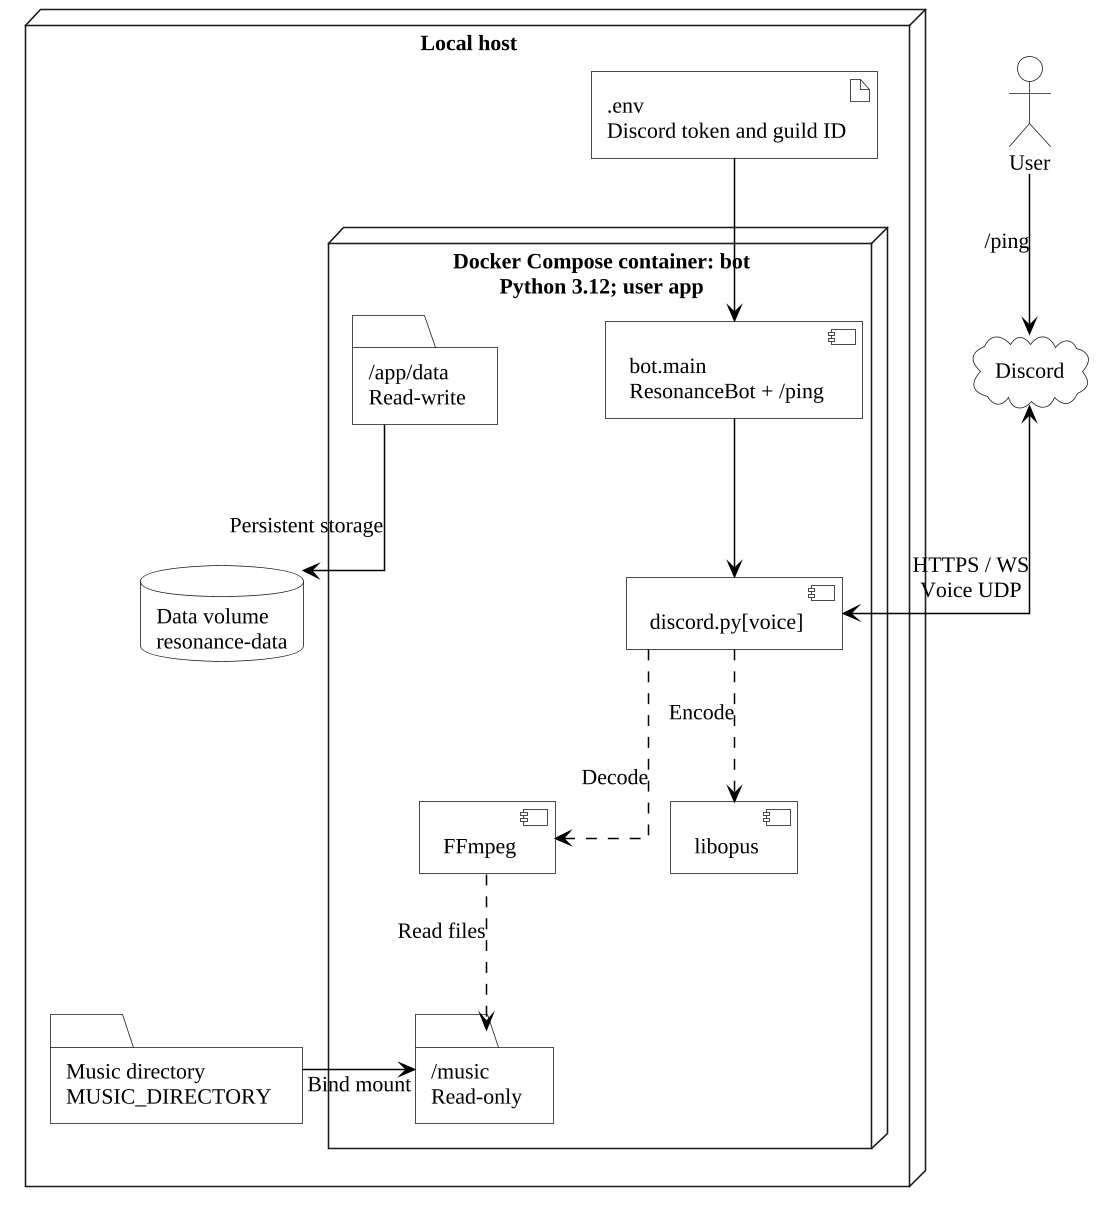 Local host
.env
Discord token and guild ID
User
/ping
Docker Compose container: bot
Python 3.12; user app
/app/data
Read-write
bot.main
ResonanceBot + /ping
Discord
Persistent storage
HTTPS / WS
Voice UDP
Data volume
resonance-data
discord.py[voice]
Encode
Decode
FFmpeg
libopus
Read files
Music directory
MUSIC_DIRECTORY
Bind mount
/music
Read-only